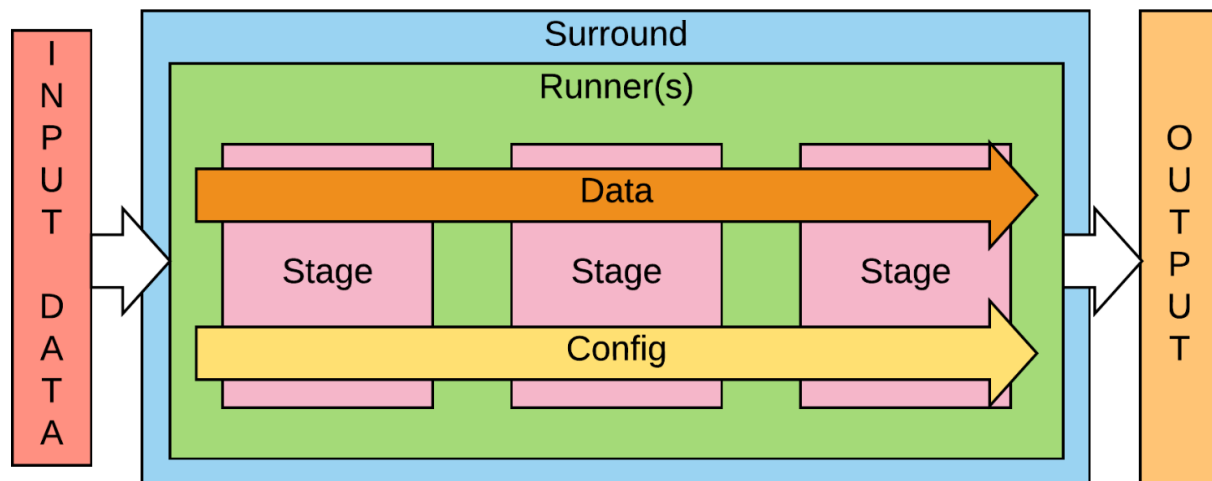 INPUT DATA
Surround
Runner(s)
Data
Stage
Stage
Stage
Config
OUTPUT